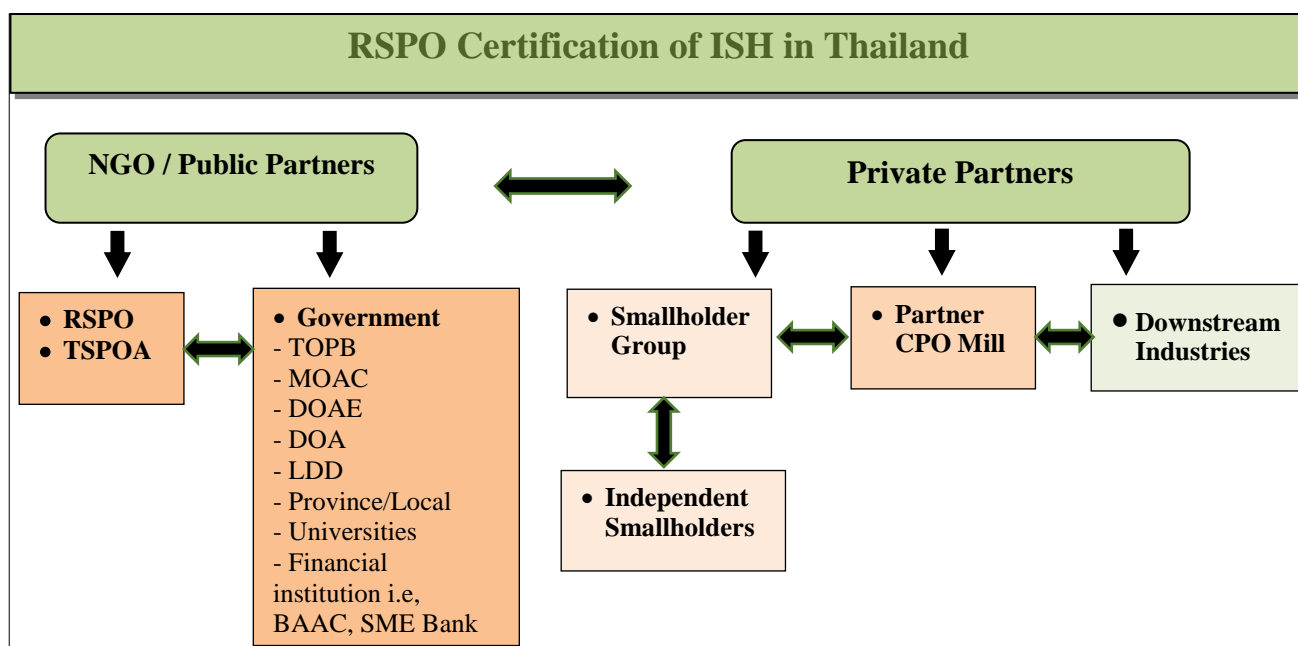 RSPO Certification of ISH in Thailand
NGO / Public Partners
Private Partners
• RSPO
• TSPOA
• Government
- TOPB
- MOAC
- DOAE
- DOA
- LDD
- Province/Local
- Universities
- Financial
institution i.e,
BAAC, SME Bank
• Smallholder
Group
• Partner
CPO Mill
• Downstream
Industries
• Independent
Smallholders